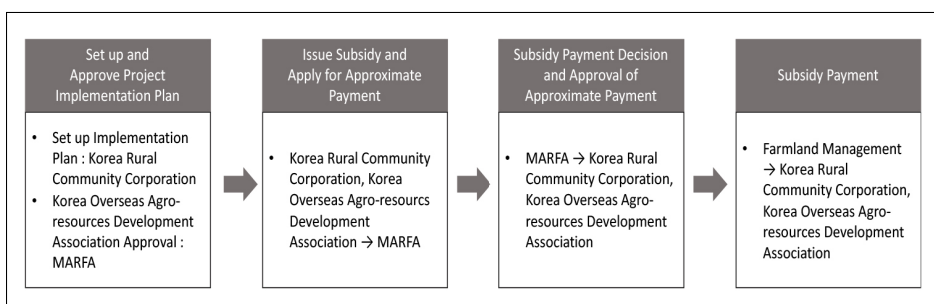 Set up and
Approve Project
Implementation Plan
• Set up Implementation
Plan : Korea Rural
Community Corporation
• Korea Overseas Agro-
resources Development
Association Approval :
MARFA
Issue Subsidy and
Apply for Approximate
Payment
• Korea Rural Community
Corporation, Korea
Overseas Agro-resourcs
Development
Association → MARFA
Subsidy Payment Decision
and Approval of
Approximate Payment
• MARFA → Korea Rural
Community Corporation,
Korea Overseas Agro-
resources Development
Association
Subsidy Payment
• Farmland Management
→ Korea Rural
Community Corporation,
Korea Overseas Agro-
resources Development
Association